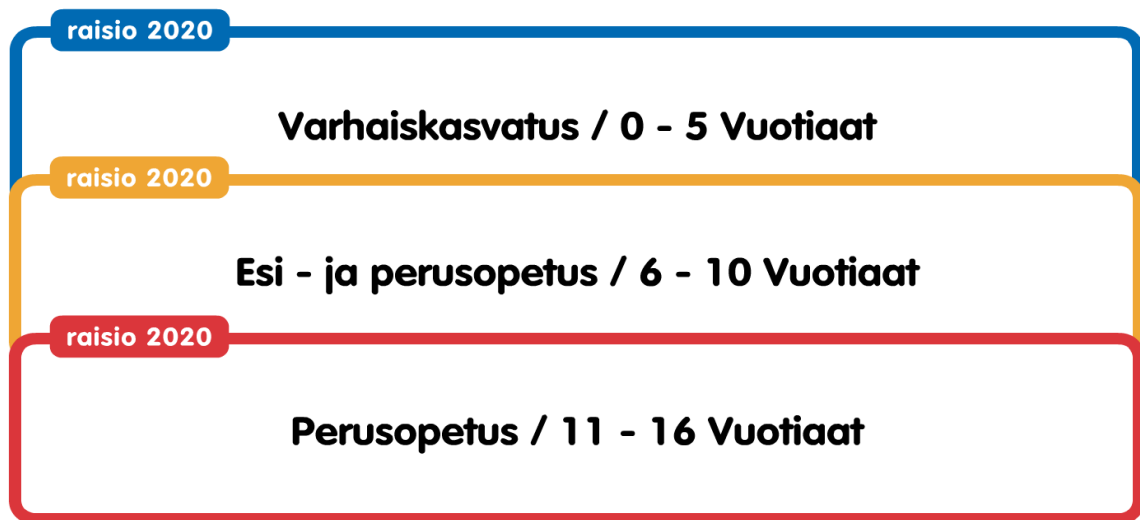 raisio 2020
Varhaiskasvatus / 0 - 5 Vuotiaat
raisio 2020
Esi - ja perusopetus / 6 - 10 Vuotiaat
raisio 2020
Perusopetus / 11 - 16 Vuotiaat